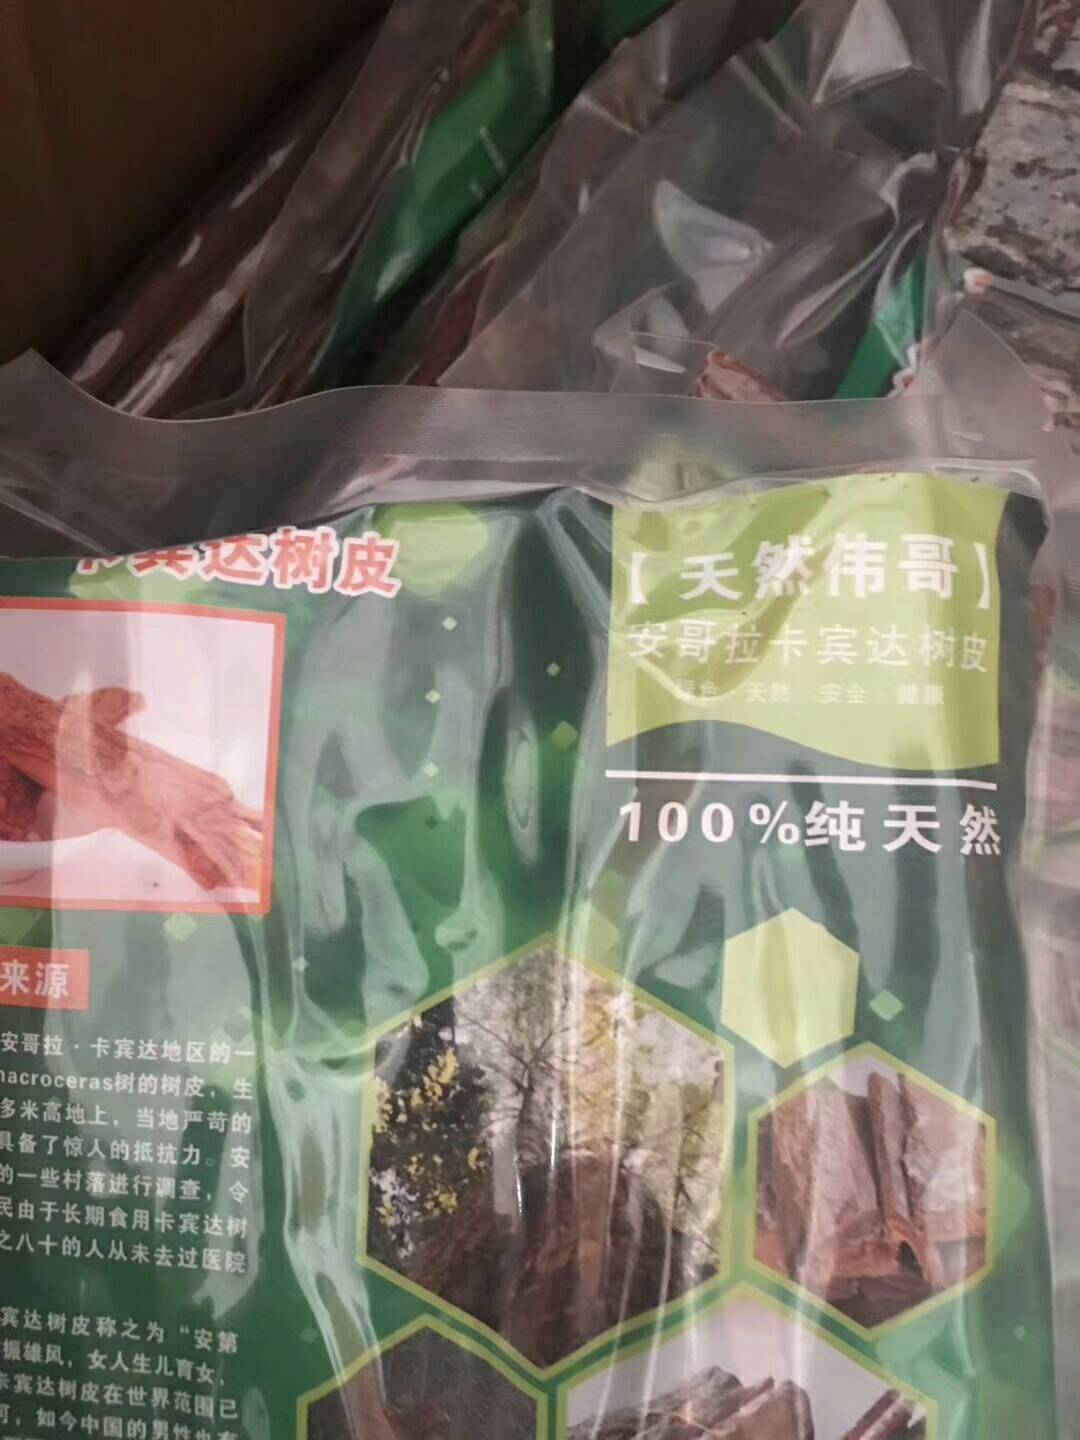 卡宾达树皮
【天然伟哥】
安哥拉卡宾达树皮
绿色·天然·安全·健康
100%纯天然
来源
安哥拉·卡宾达地区的一
macroceras树的树皮，生
多米高地上，当地严苛的
具备了惊人的抵抗力。安
的一些村落进行调查，令
民由于长期食用卡宾达树
之八十的人从未去过医院
宾达树皮称之为“安第
振雄风，女人生儿育女，
卡宾达树皮在世界范围已
可，如今中国的男性也有